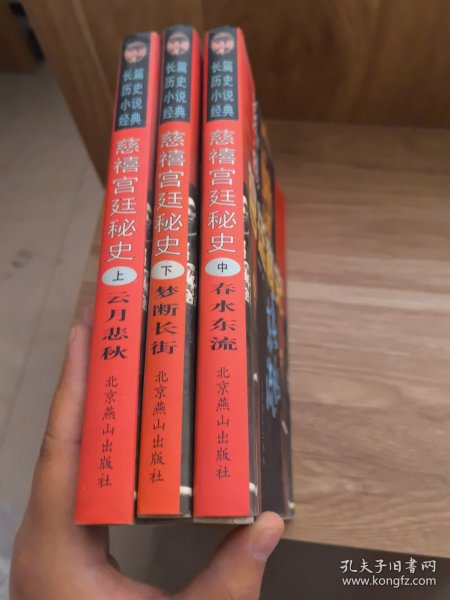 长篇
历史
小说
经典
慈禧宫廷秘史
上
云月悲秋
北京燕山出版社
长篇
历史
小说
经典
慈禧宫廷秘史
下
梦断长街
北京燕山出版社
长篇
历史
小说
经典
慈禧宫廷秘史
中
春水东流
北京燕山出版社
孔夫子旧书网
www.kongfz.com